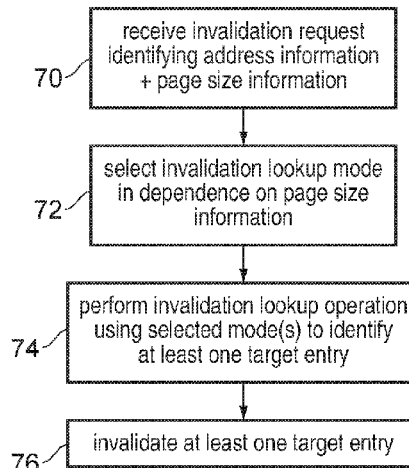 receive invalidation request
identifying address information
+ page size information
70
select invalidation lookup mode
in dependence on page size
information
72
perform invalidation lookup operation
using selected mode(s) to identify
at least one target entry
74
invalidate at least one target entry
76